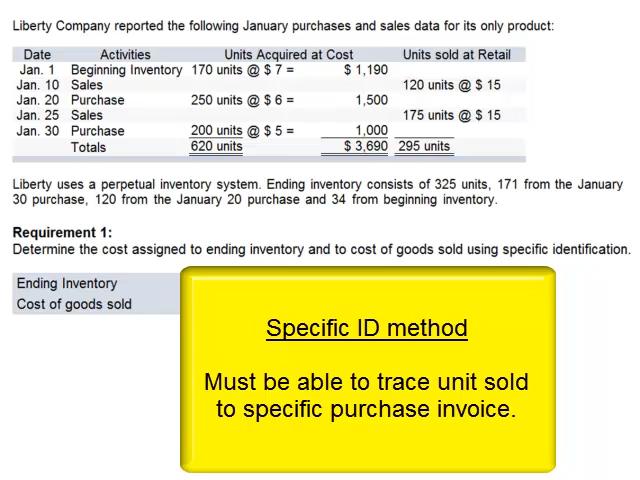 Liberty Company reported the following January purchases and sales data for its only product:
Date Activities Units Acquired at Cost Units sold at Retail
Jan. 1 Beginning Inventory 170 units @ $ 7 = $ 1,190
Jan. 10 Sales 120 units @ $ 15
Jan. 20 Purchase 250 units @ $ 6 = 1,500
Jan. 25 Sales 175 units @ $ 15
Jan. 30 Purchase 200 units @ $ 5 = 1,000
Totals 620 units $ 3,690 295 units
Liberty uses a perpetual inventory system. Ending inventory consists of 325 units, 171 from the January
30 purchase, 120 from the January 20 purchase and 34 from beginning inventory.
Requirement 1:
Determine the cost assigned to ending inventory and to cost of goods sold using specific identification.
Ending Inventory
Cost of goods sold
Specific ID method
Must be able to trace unit sold
to specific purchase invoice.